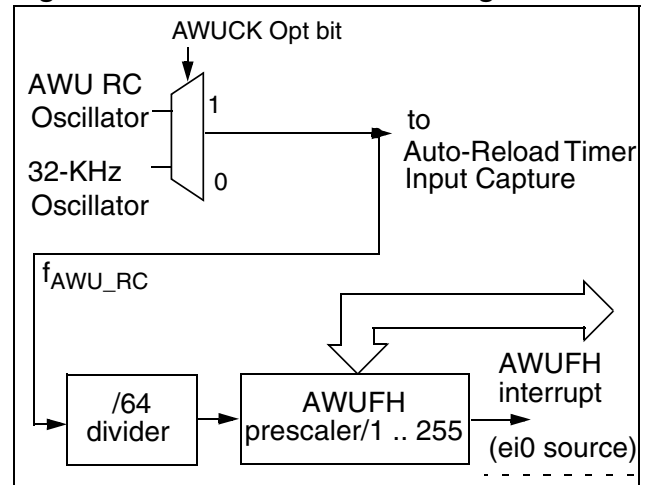 AWUCK Opt bit
AWU RC
Oscillator
1
to
Auto-Reload Timer
Input Capture
32-KHz
Oscillator
0
fAWU_RC
/64
divider
AWUFH
prescaler/1 .. 255
AWUFH
interrupt
(ei0 source)